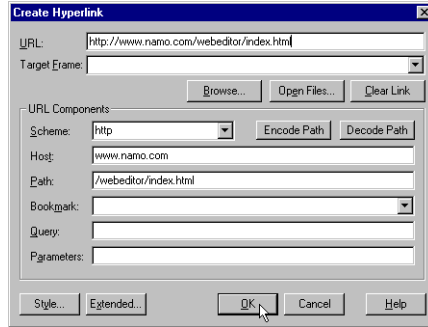 Create Hyperlink
URL: http://www.namo.com/webeditor/index.html
Target Frame:
Browse... Open Files... Clear Link
URL Components
Scheme: http Encode Path Decode Path
Host: www.namo.com
Path: /webeditor/index.html
Bookmark:
Query:
Parameters:
Style... Extended... OK Cancel Help